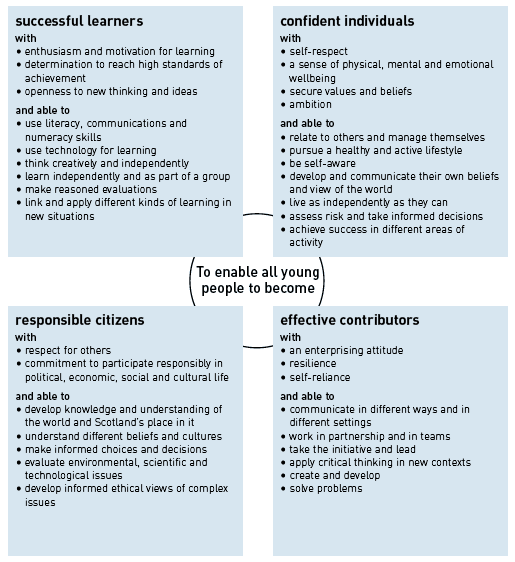 successful learners
with
• enthusiasm and motivation for learning
• determination to reach high standards of
achievement
• openness to new thinking and ideas
and able to
• use literacy, communications and
numeracy skills
• use technology for learning
• think creatively and independently
• learn independently and as part of a group
• make reasoned evaluations
• link and apply different kinds of learning in
new situations
confident individuals
with
• self-respect
• a sense of physical, mental and emotional
wellbeing
• secure values and beliefs
• ambition
and able to
• relate to others and manage themselves
• pursue a healthy and active lifestyle
• be self-aware
• develop and communicate their own beliefs
and view of the world
• live as independently as they can
• assess risk and take informed decisions
• achieve success in different areas of
activity
To enable all young
people to become
responsible citizens
with
• respect for others
• commitment to participate responsibly in
political, economic, social and cultural life
and able to
• develop knowledge and understanding of
the world and Scotland's place in it
• understand different beliefs and cultures
• make informed choices and decisions
• evaluate environmental, scientific and
technological issues
• develop informed ethical views of complex
issues
effective contributors
with
• an enterprising attitude
• resilience
• self-reliance
and able to
• communicate in different ways and in
different settings
• work in partnership and in teams
• take the initiative and lead
• apply critical thinking in new contexts
• create and develop
• solve problems